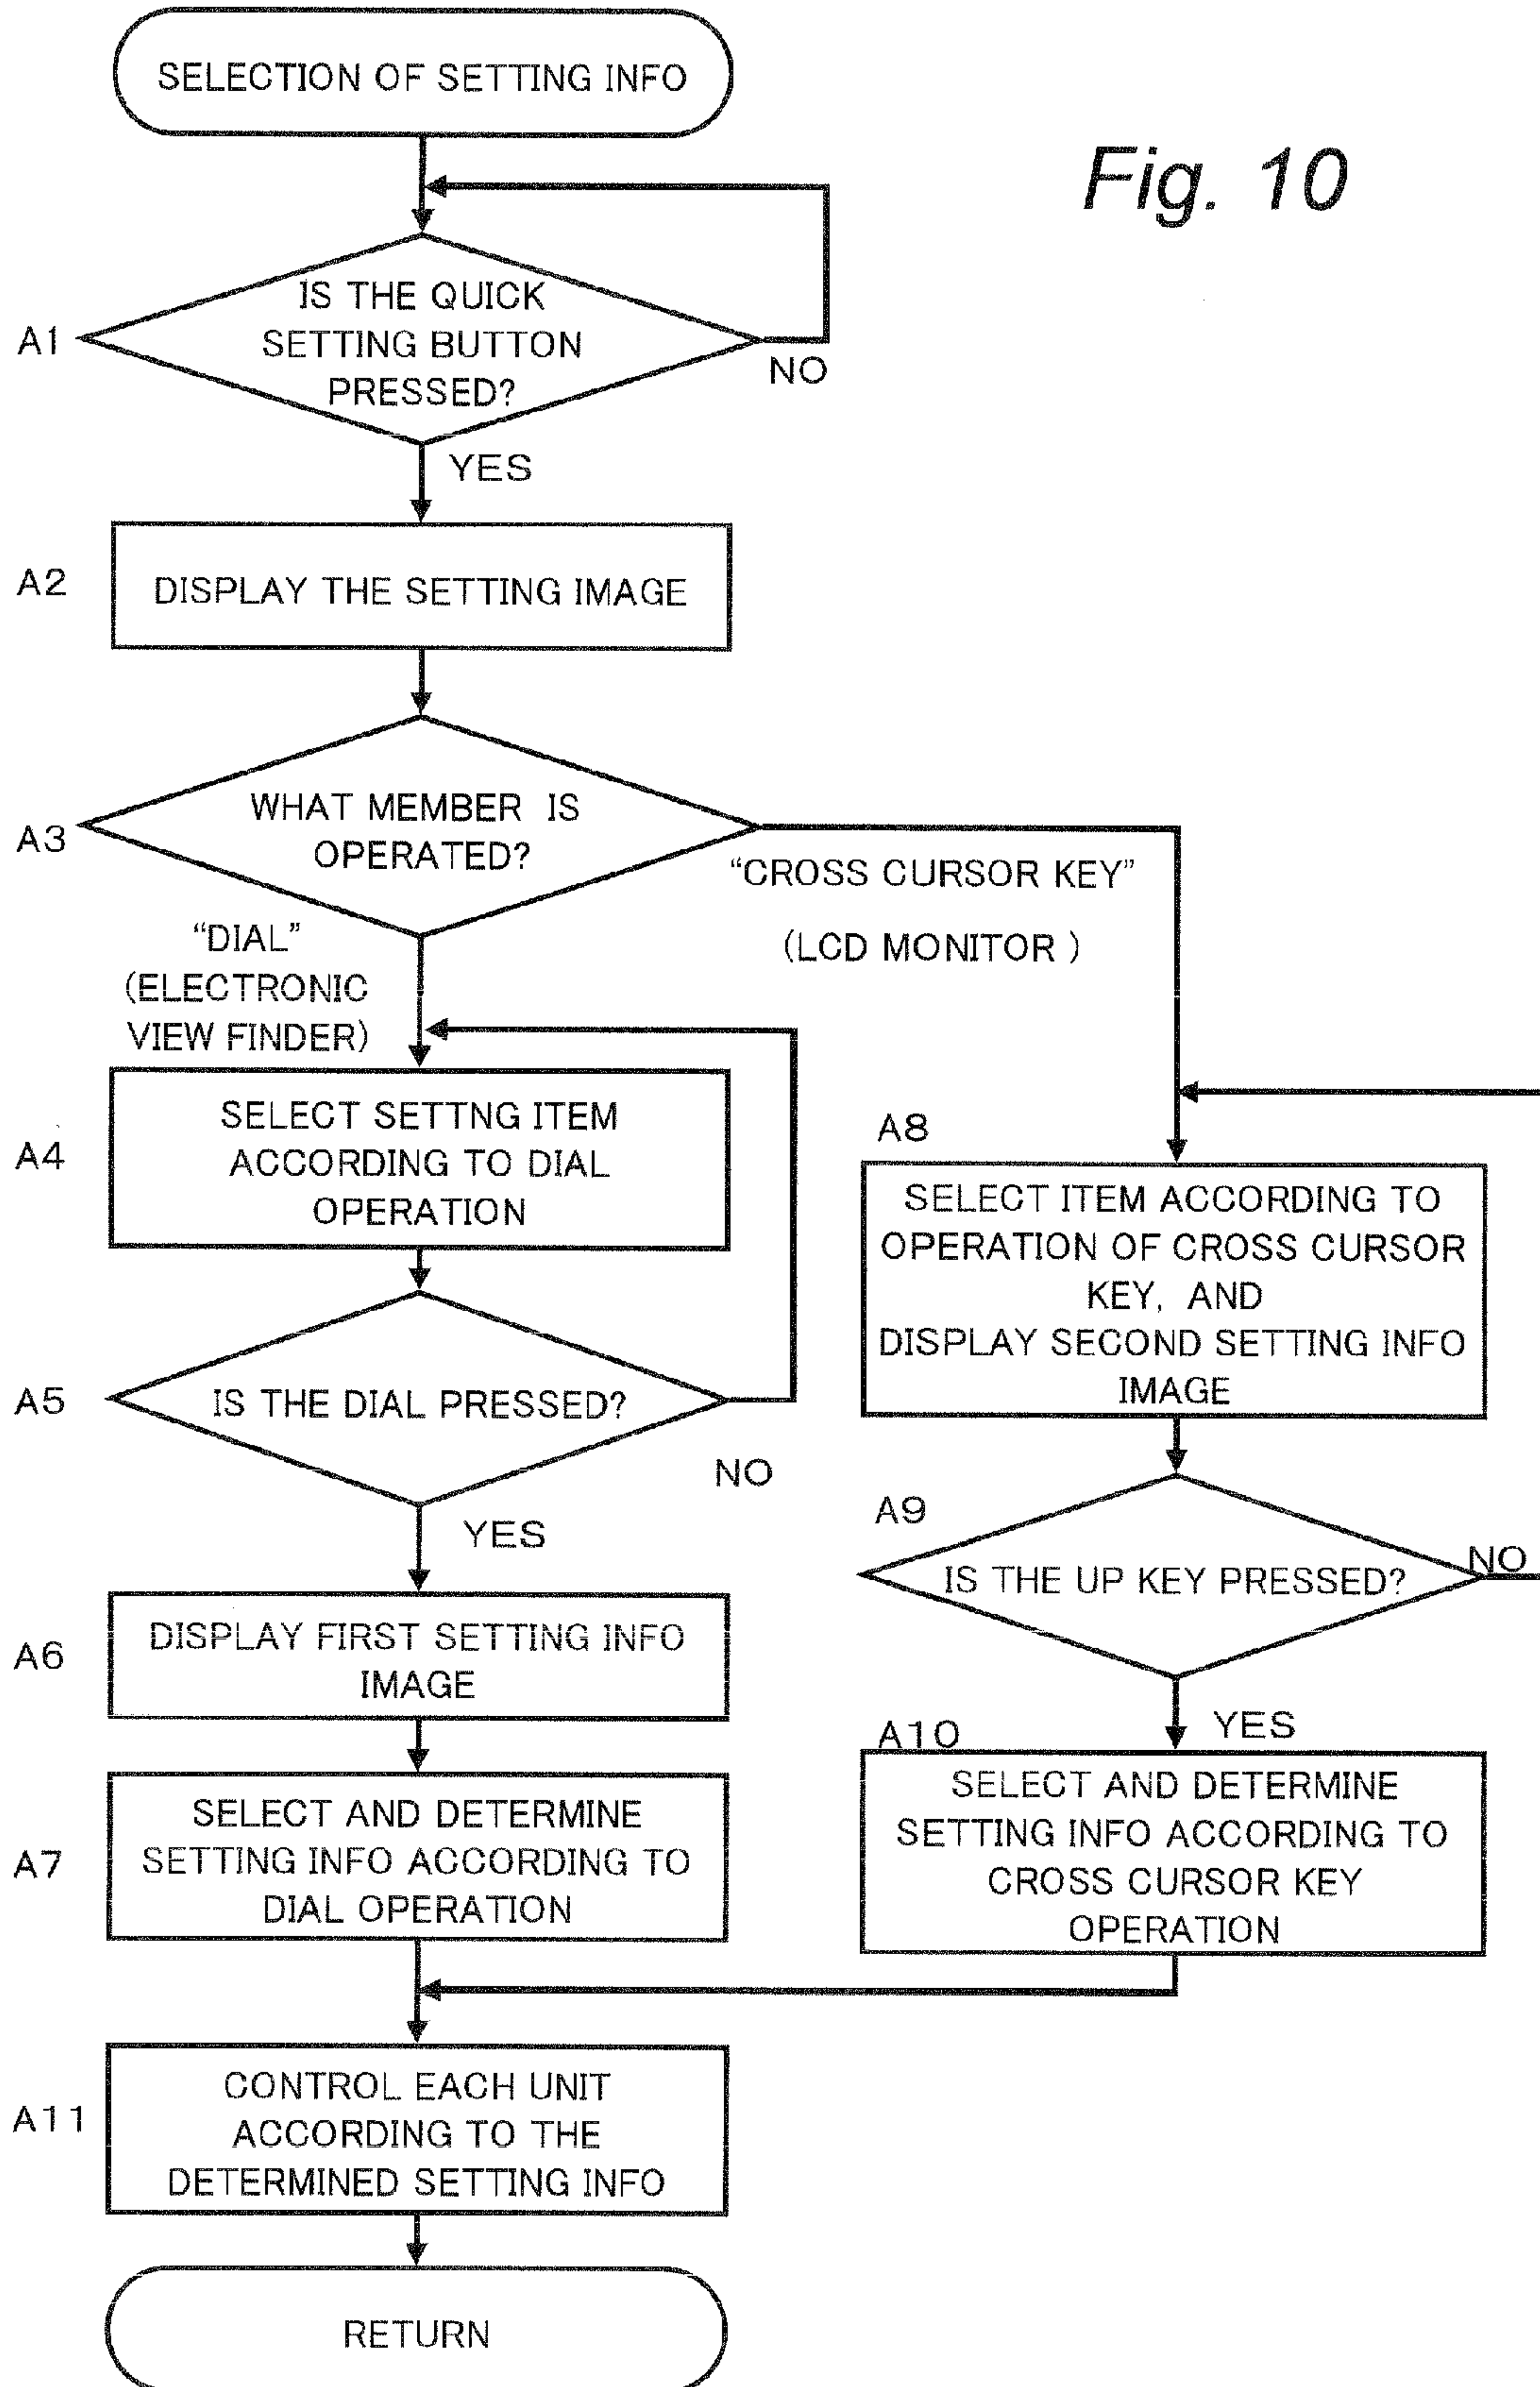 SELECTION OF SETTING INFO
Fig. 10
A1
IS THE QUICK
SETTING BUTTON
PRESSED?
NO
YES
A2
DISPLAY THE SETTING IMAGE
A3
WHAT MEMBER IS
OPERATED?
“CROSS CURSOR KEY”
(LCD MONITOR )
“DIAL”
(ELECTRONIC
VIEW FINDER)
A4
SELECT SETTNG ITEM
ACCORDING TO DIAL
OPERATION
A5
IS THE DIAL PRESSED?
NO
YES
A6
DISPLAY FIRST SETTING INFO
IMAGE
A7
SELECT AND DETERMINE
SETTING INFO ACCORDING TO
DIAL OPERATION
A8
SELECT ITEM ACCORDING TO
OPERATION OF CROSS CURSOR
KEY, AND
DISPLAY SECOND SETTING INFO
IMAGE
A9
IS THE UP KEY PRESSED?
NO
YES
A10
SELECT AND DETERMINE
SETTING INFO ACCORDING TO
CROSS CURSOR KEY
OPERATION
A11
CONTROL EACH UNIT
ACCORDING TO THE
DETERMINED SETTING INFO
RETURN